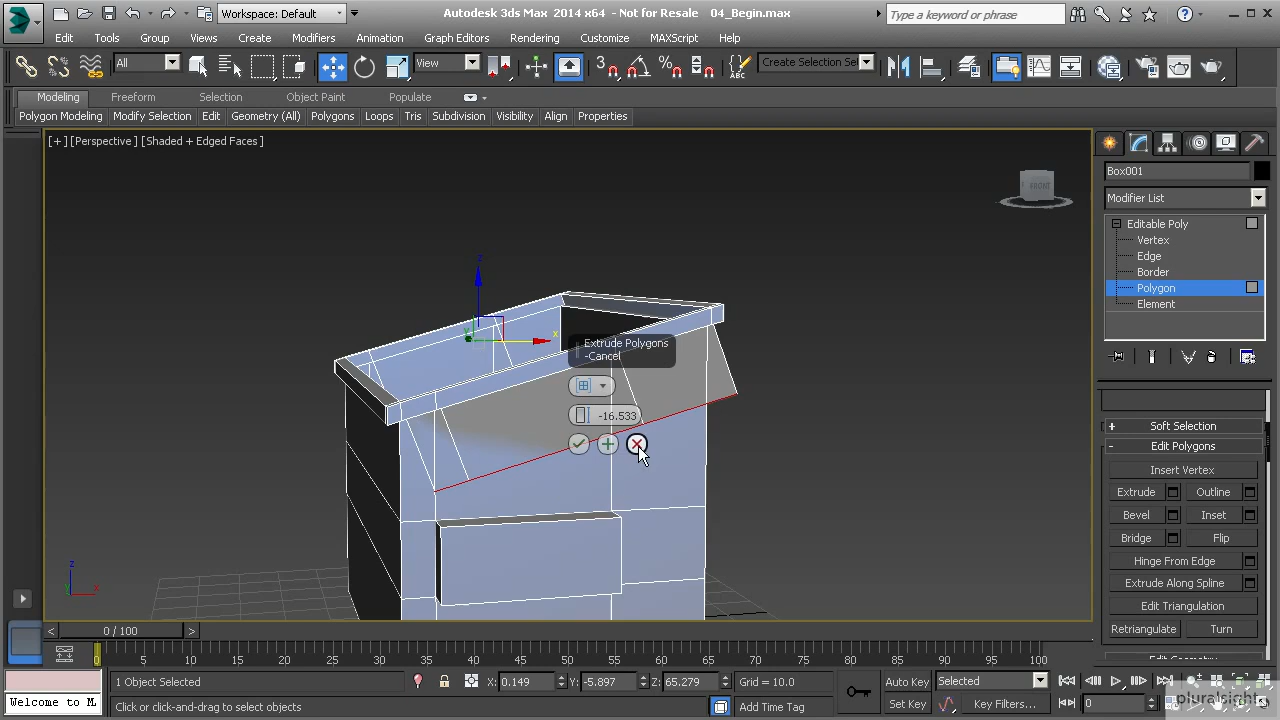 Workspace: Default
Autodesk 3ds Max 2014 x64 - Not for Resale 04_Begin.max
Type a keyword or phrase
Edit Tools Group Views Create Modifiers Animation Graph Editors Rendering Customize MAXScript Help
All
View
3
Create Selection Se
Modeling Freeform Selection Object Paint Populate
Polygon Modeling Modify Selection Edit Geometry (All) Polygons Loops Tris Subdivision Visibility Align Properties
[+] [Perspective] [Shaded + Edged Faces]
FRONT
Box001
Modifier List
Editable Poly
Vertex
Edge
Border
Polygon
Element
z
y
x
Extrude Polygons
-Cancel
-16.533
+ Soft Selection
- Edit Polygons
Insert Vertex
Extrude Outline
Bevel Inset
Bridge Flip
Hinge From Edge
Extrude Along Spline
Edit Triangulation
Retriangulate Turn
z
y x
< 0 / 100 >
0 5 10 15 20 25 30 35 40 45 50 55 60 65 70 75 80 85 90 95 100
1 Object Selected X: 0.149 Y: -5.897 Z: 65.279 Grid = 10.0 Auto Key Selected
Welcome to M Click or click-and-drag to select objects Add Time Tag Set Key Key Filters... 0
pluralsight